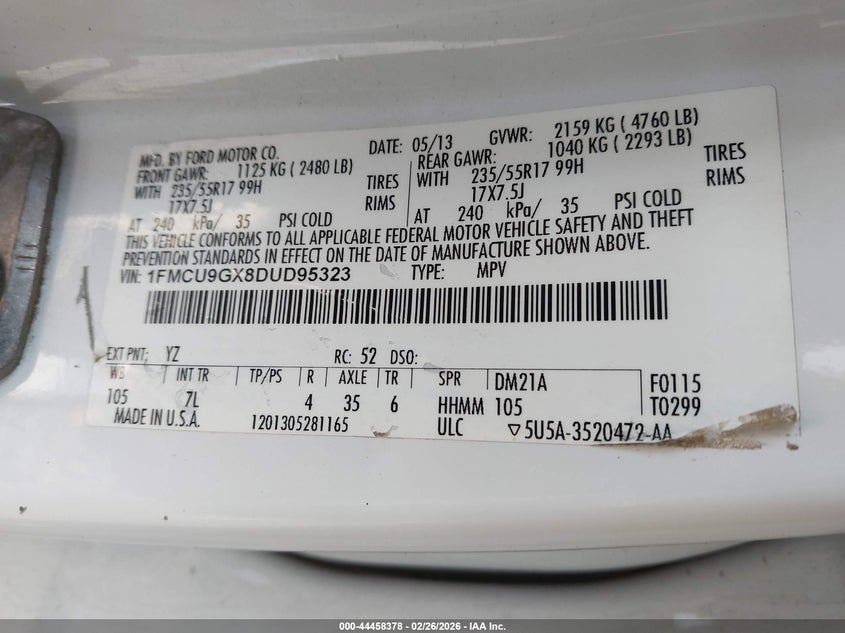 MFD. BY FORD MOTOR CO. DATE: 05/13 GVWR: 2159 KG ( 4760 LB)
FRONT GAWR: 1125 KG ( 2480 LB) REAR GAWR: 1040 KG ( 2293 LB)
WITH 235/55R17 99H TIRES WITH 235/55R17 99H TIRES
17X7.5J RIMS 17X7.5J RIMS
AT 240 kPa/ 35 PSI COLD AT 240 kPa/ 35 PSI COLD
THIS VEHICLE CONFORMS TO ALL APPLICABLE FEDERAL MOTOR VEHICLE SAFETY AND THEFT
PREVENTION STANDARDS IN EFFECT ON THE DATE OF MANUFACTURE SHOWN ABOVE.
VIN: 1FMCU9GX8DUD95323 TYPE: MPV
EXT PNT: YZ RC: 52 DSO:
WB INT TR TP/PS R AXLE TR SPR DM21A F0115
105 7L 4 35 6 HHMM 105 T0299
MADE IN U.S.A. 1201305281165 ULC ▽5U5A-3520472-AA
000-44458378 - 02/26/2026 - IAA Inc.